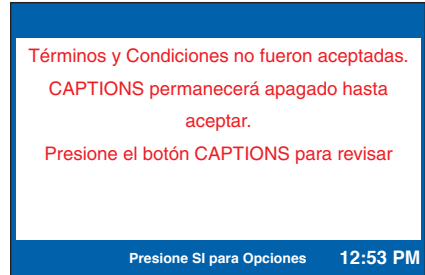 Términos y Condiciones no fueron aceptadas.
CAPTIONS permanecerá apagado hasta
aceptar.
Presione el botón CAPTIONS para revisar
Presione SI para Opciones 12:53 PM